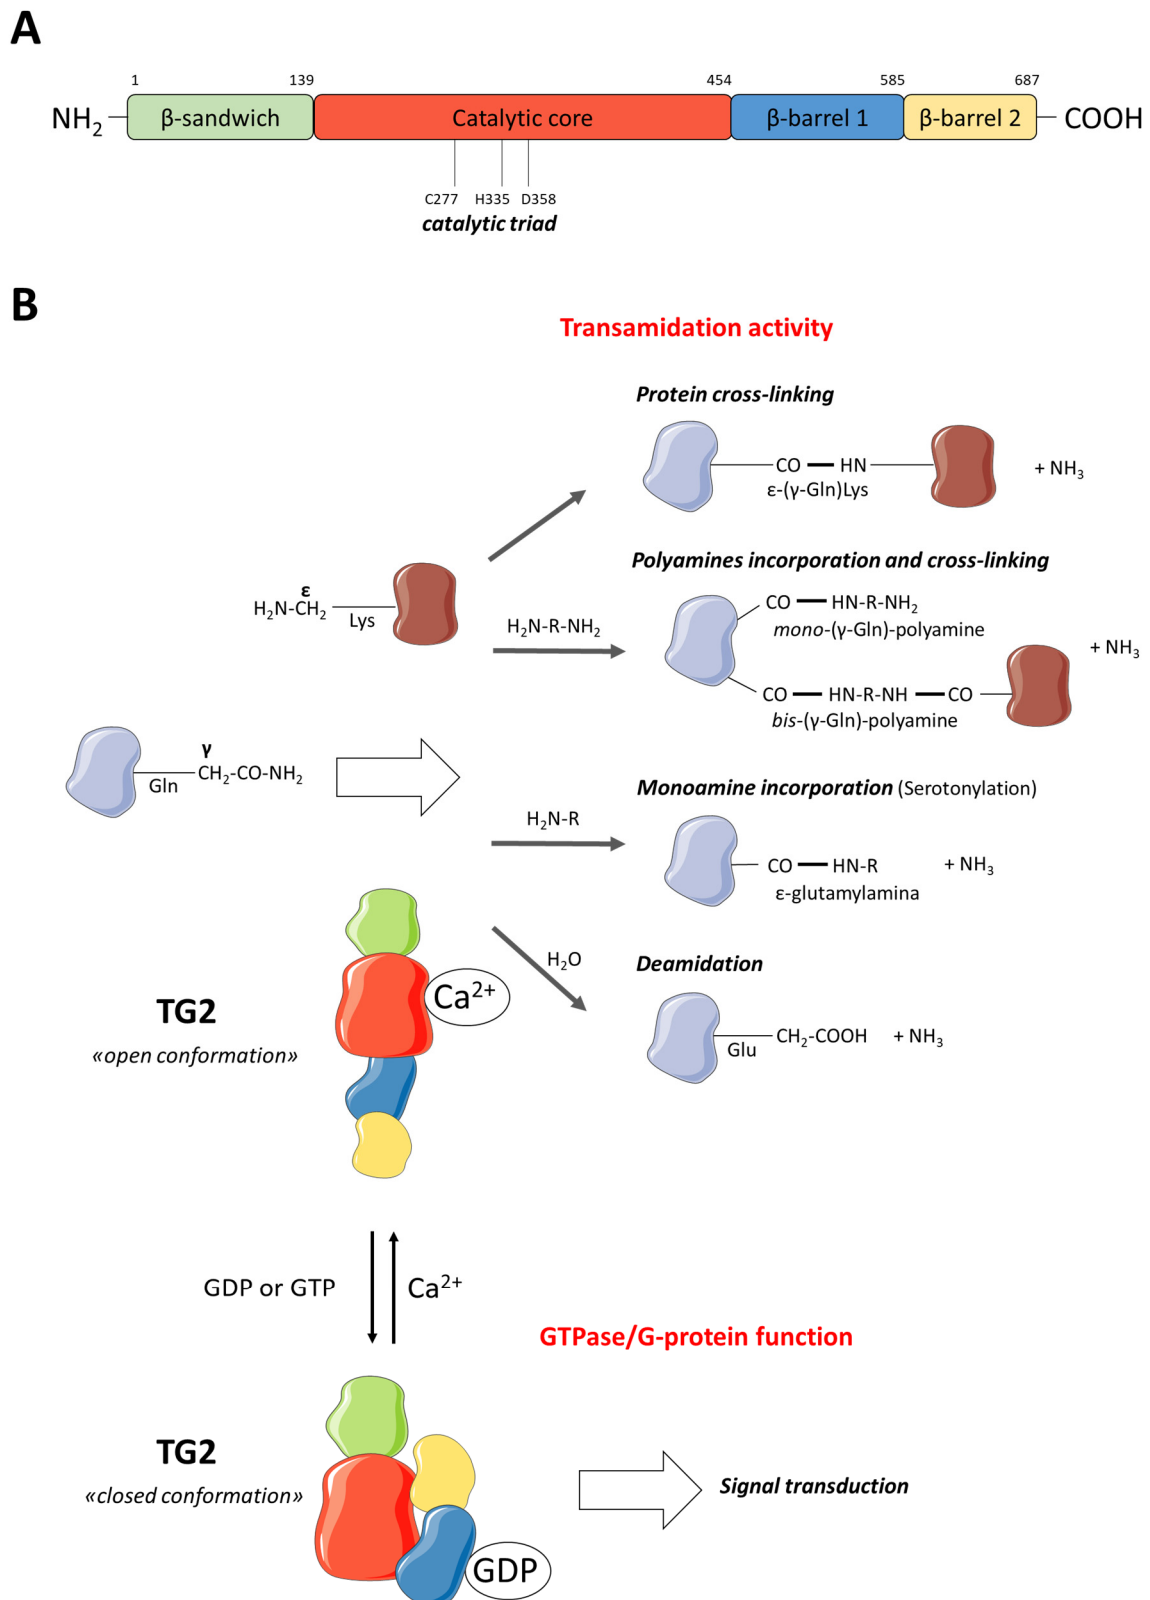 A
1 139 454 585 687
NH₂ β-sandwich Catalytic core β-barrel 1 β-barrel 2 COOH
C277 H335 D358
catalytic triad
B
Transamidation activity
Protein cross-linking
CO HN
ε-(γ-Gln)Lys
+ NH₃
Polyamines incorporation and cross-linking
ε
H₂N-CH₂
Lys
H₂N-R-NH₂
CO HN-R-NH₂
mono-(γ-Gln)-polyamine
+ NH₃
CO HN-R-NH CO
bis-(γ-Gln)-polyamine
γ
CH₂-CO-NH₂
Gln
Monoamine incorporation (Serotonylation)
H₂N-R
CO HN-R + NH₃
ε-glutamylamina
H₂O
Deamidation
Ca²⁺
TG2
«open conformation»
CH₂-COOH + NH₃
Glu
GDP or GTP Ca²⁺
GTPase/G-protein function
TG2
«closed conformation»
Signal transduction
GDP